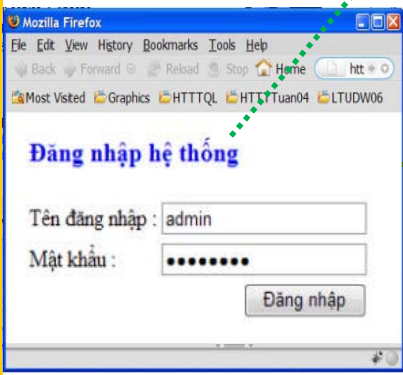 Mozilla Firefox
File Edit View History Bookmarks Tools Help
Back Forward Reload Stop Home htt
Most Visited Graphics HTTTQL HTTTTuan04 LTUDW06
Đăng nhập hệ thống
Tên đăng nhập : admin
Mật khẩu : ••••••••
Đăng nhập